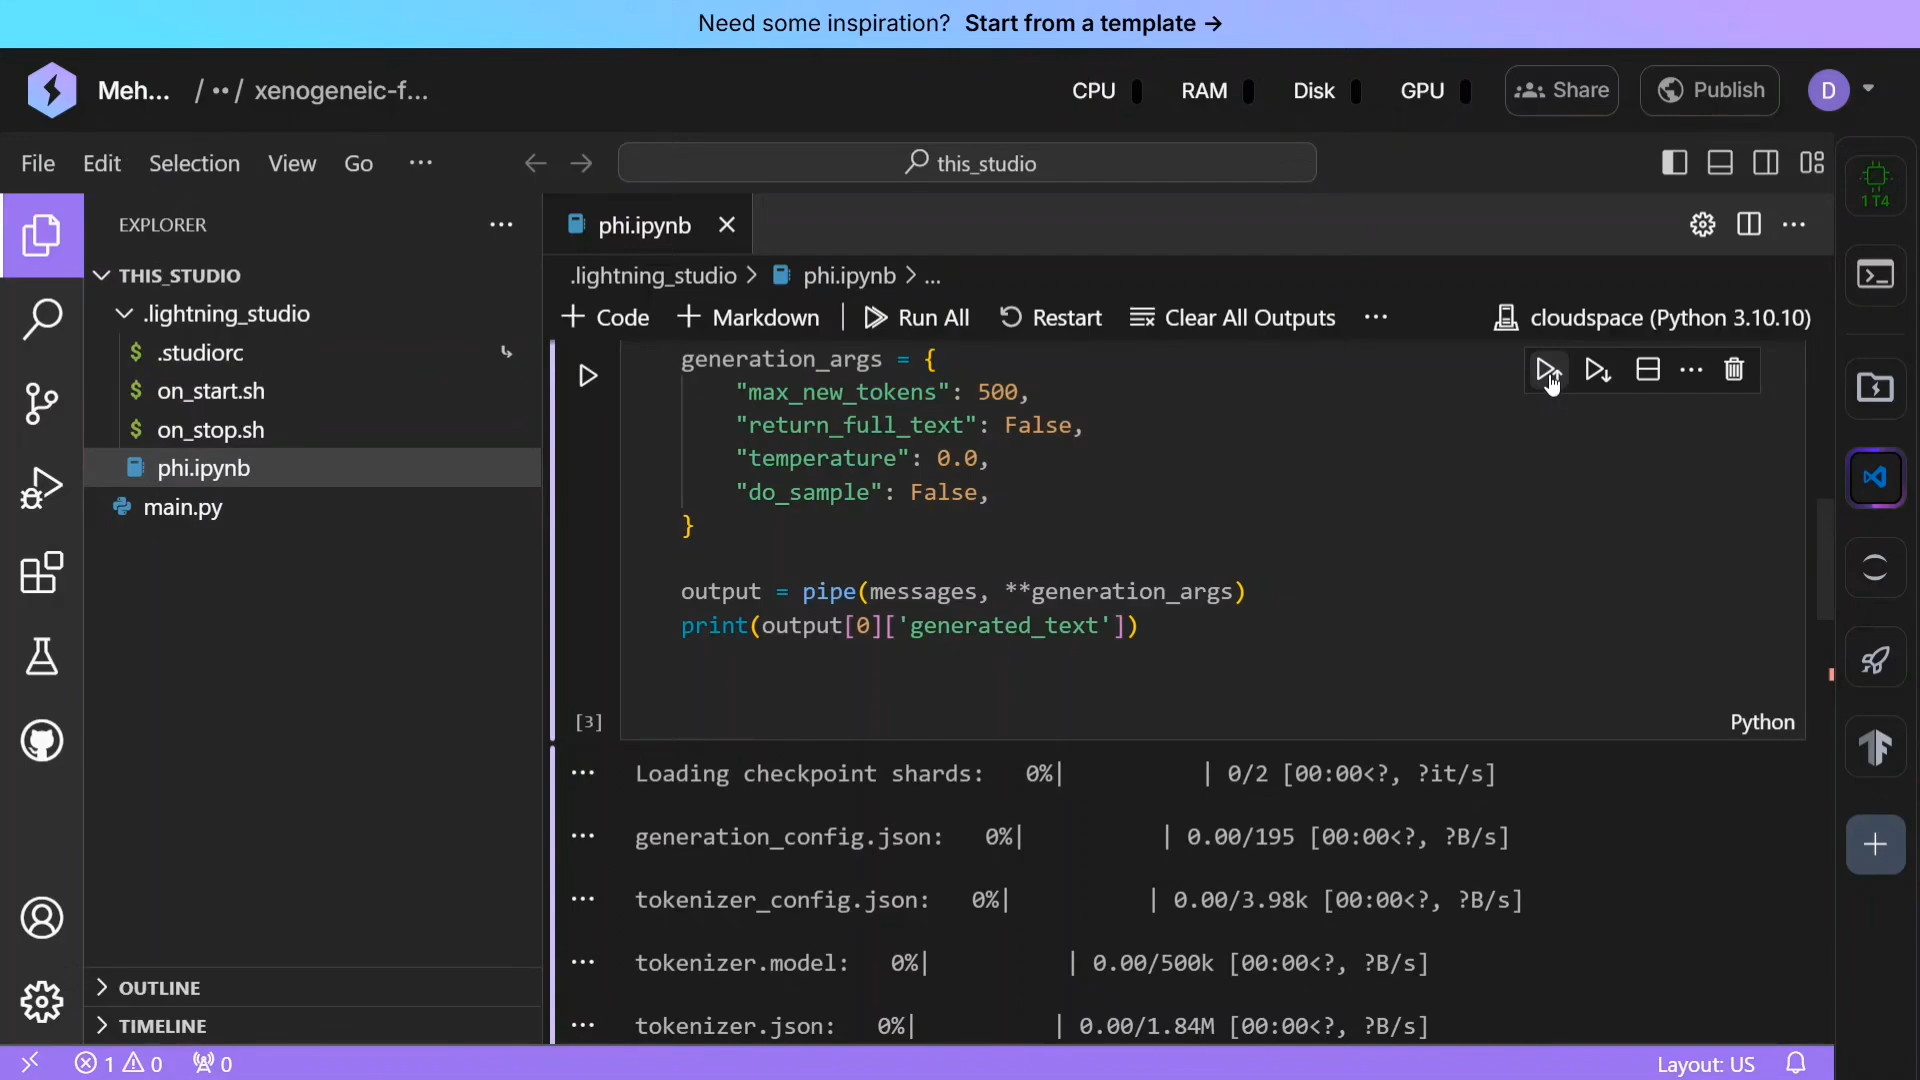 Need some inspiration? Start from a template →
Meh... / ·· / xenogeneic-f...
CPU RAM Disk GPU Share Publish D
File Edit Selection View Go ···
this_studio
1 T4
EXPLORER ···
THIS_STUDIO
.lightning_studio
$ .studiorc
$ on_start.sh
$ on_stop.sh
phi.ipynb
main.py
OUTLINE
TIMELINE
phi.ipynb
.lightning_studio > phi.ipynb > ...
+ Code + Markdown | Run All Restart Clear All Outputs ··· cloudspace (Python 3.10.10)
generation_args = {
"max_new_tokens": 500,
"return_full_text": False,
"temperature": 0.0,
"do_sample": False,
}
output = pipe(messages, **generation_args)
print(output[0]['generated_text'])
[3] Python
··· Loading checkpoint shards: 0%| | 0/2 [00:00<?, ?it/s]
··· generation_config.json: 0%| | 0.00/195 [00:00<?, ?B/s]
··· tokenizer_config.json: 0%| | 0.00/3.98k [00:00<?, ?B/s]
··· tokenizer.model: 0%| | 0.00/500k [00:00<?, ?B/s]
··· tokenizer.json: 0%| | 0.00/1.84M [00:00<?, ?B/s]
1 0 0 Layout: US